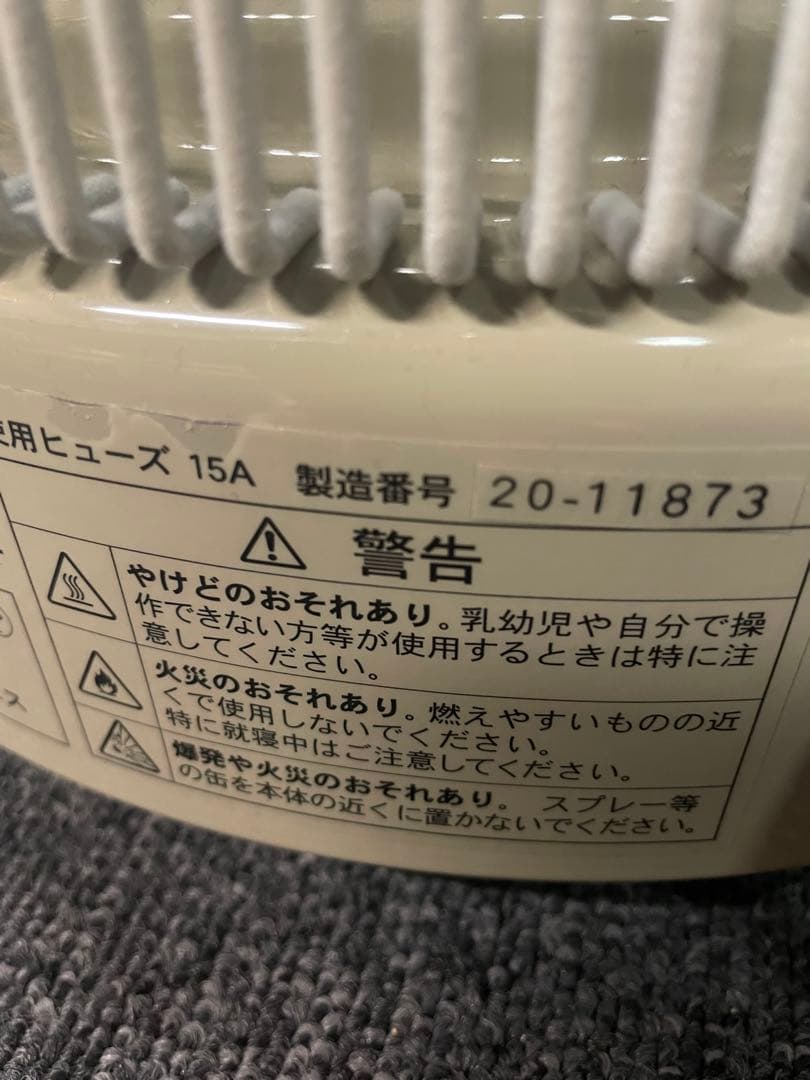 使用ヒューズ 15A 製造番号 20-11873
警告
やけどのおそれあり。乳幼児や自分で操
作できない方等が使用するときは特に注
意してください。
火災のおそれあり。燃えやすいものの近
くで使用しないでください。
特に就寝中はご注意してください。
爆発や火災のおそれあり。 スプレー等
の缶を本体の近くに置かないでください。
ース